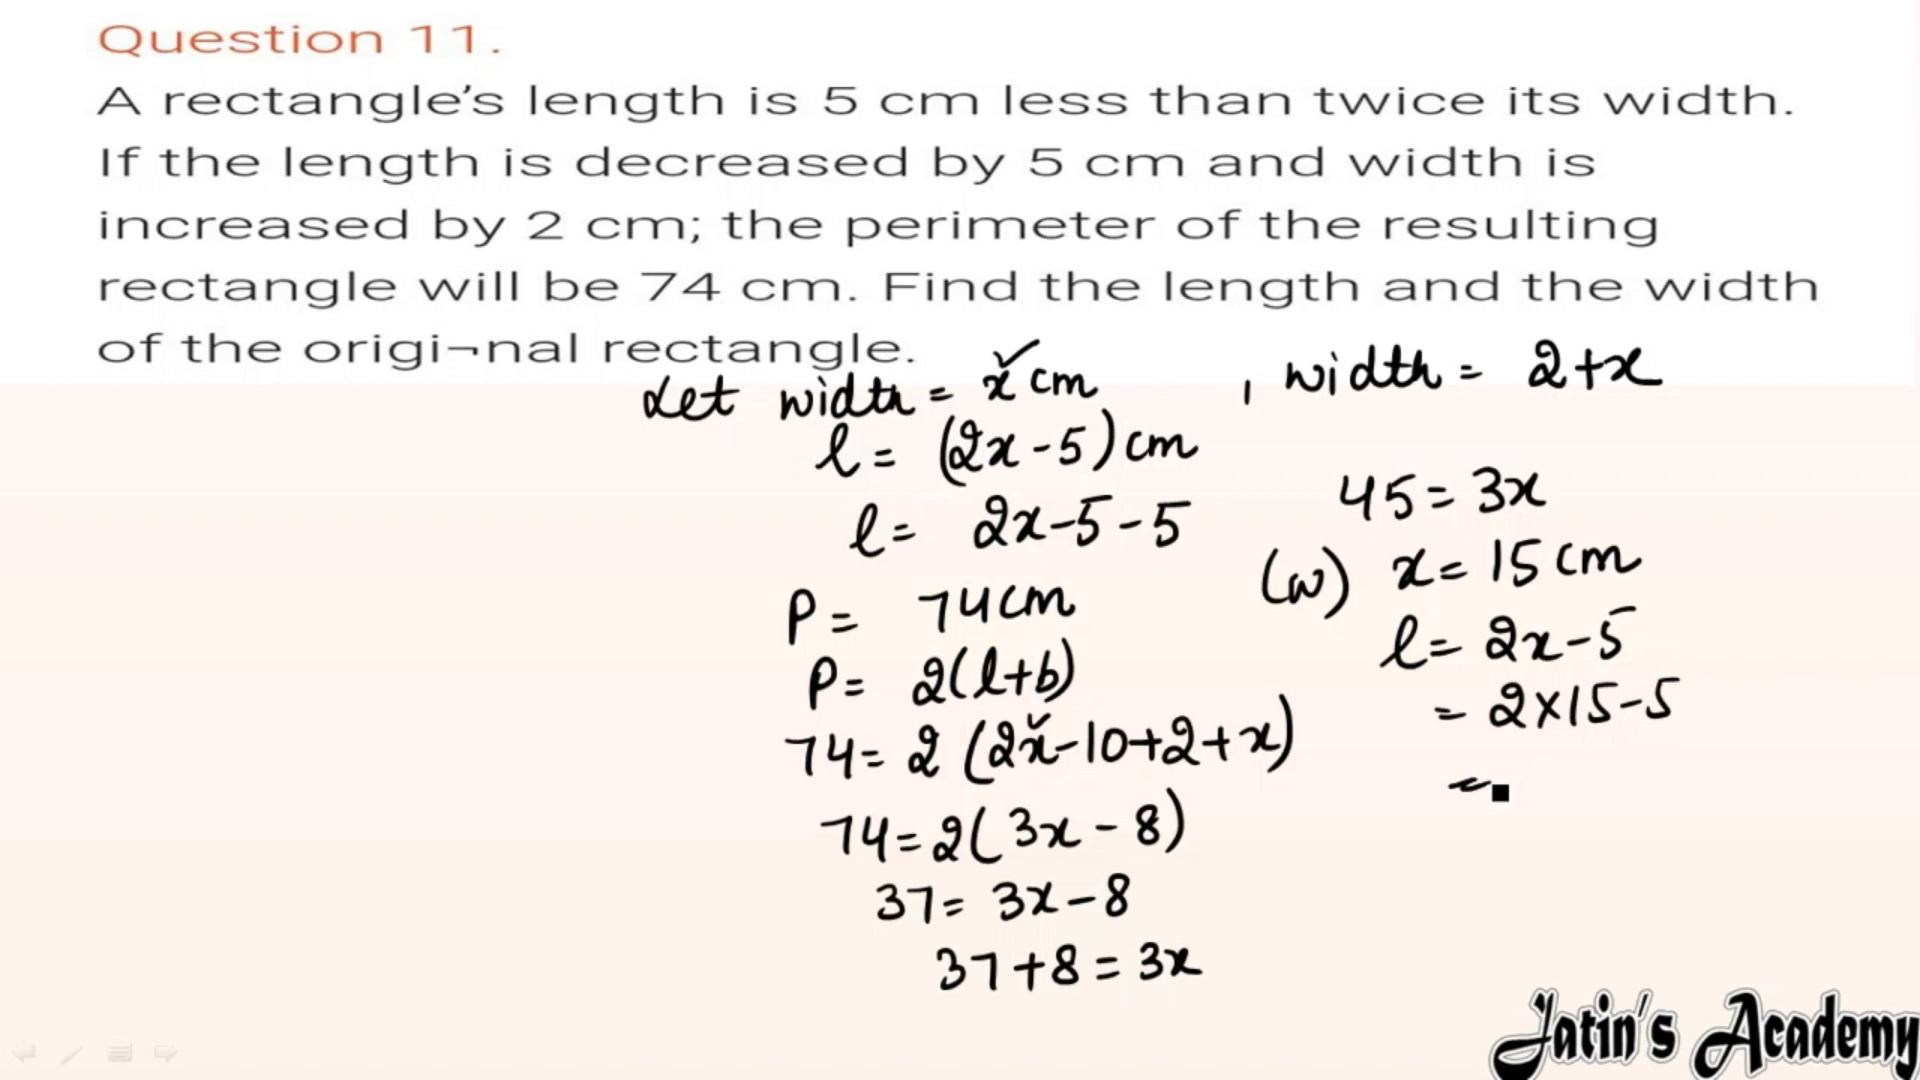 Question 11.
A rectangle's length is 5 cm less than twice its width.
If the length is decreased by 5 cm and width is
increased by 2 cm; the perimeter of the resulting
rectangle will be 74 cm. Find the length and the width
of the origi¬nal rectangle.
Let width = x cm
l = (2x-5) cm
l = 2x-5-5
P = 74cm
P = 2(l+b)
74 = 2 (2x-10+2+x)
74 = 2(3x-8)
37 = 3x-8
37+8 = 3x
, width = 2+x
45 = 3x
(w) x = 15 cm
l = 2x-5
= 2×15-5
=
Jatin's Academy